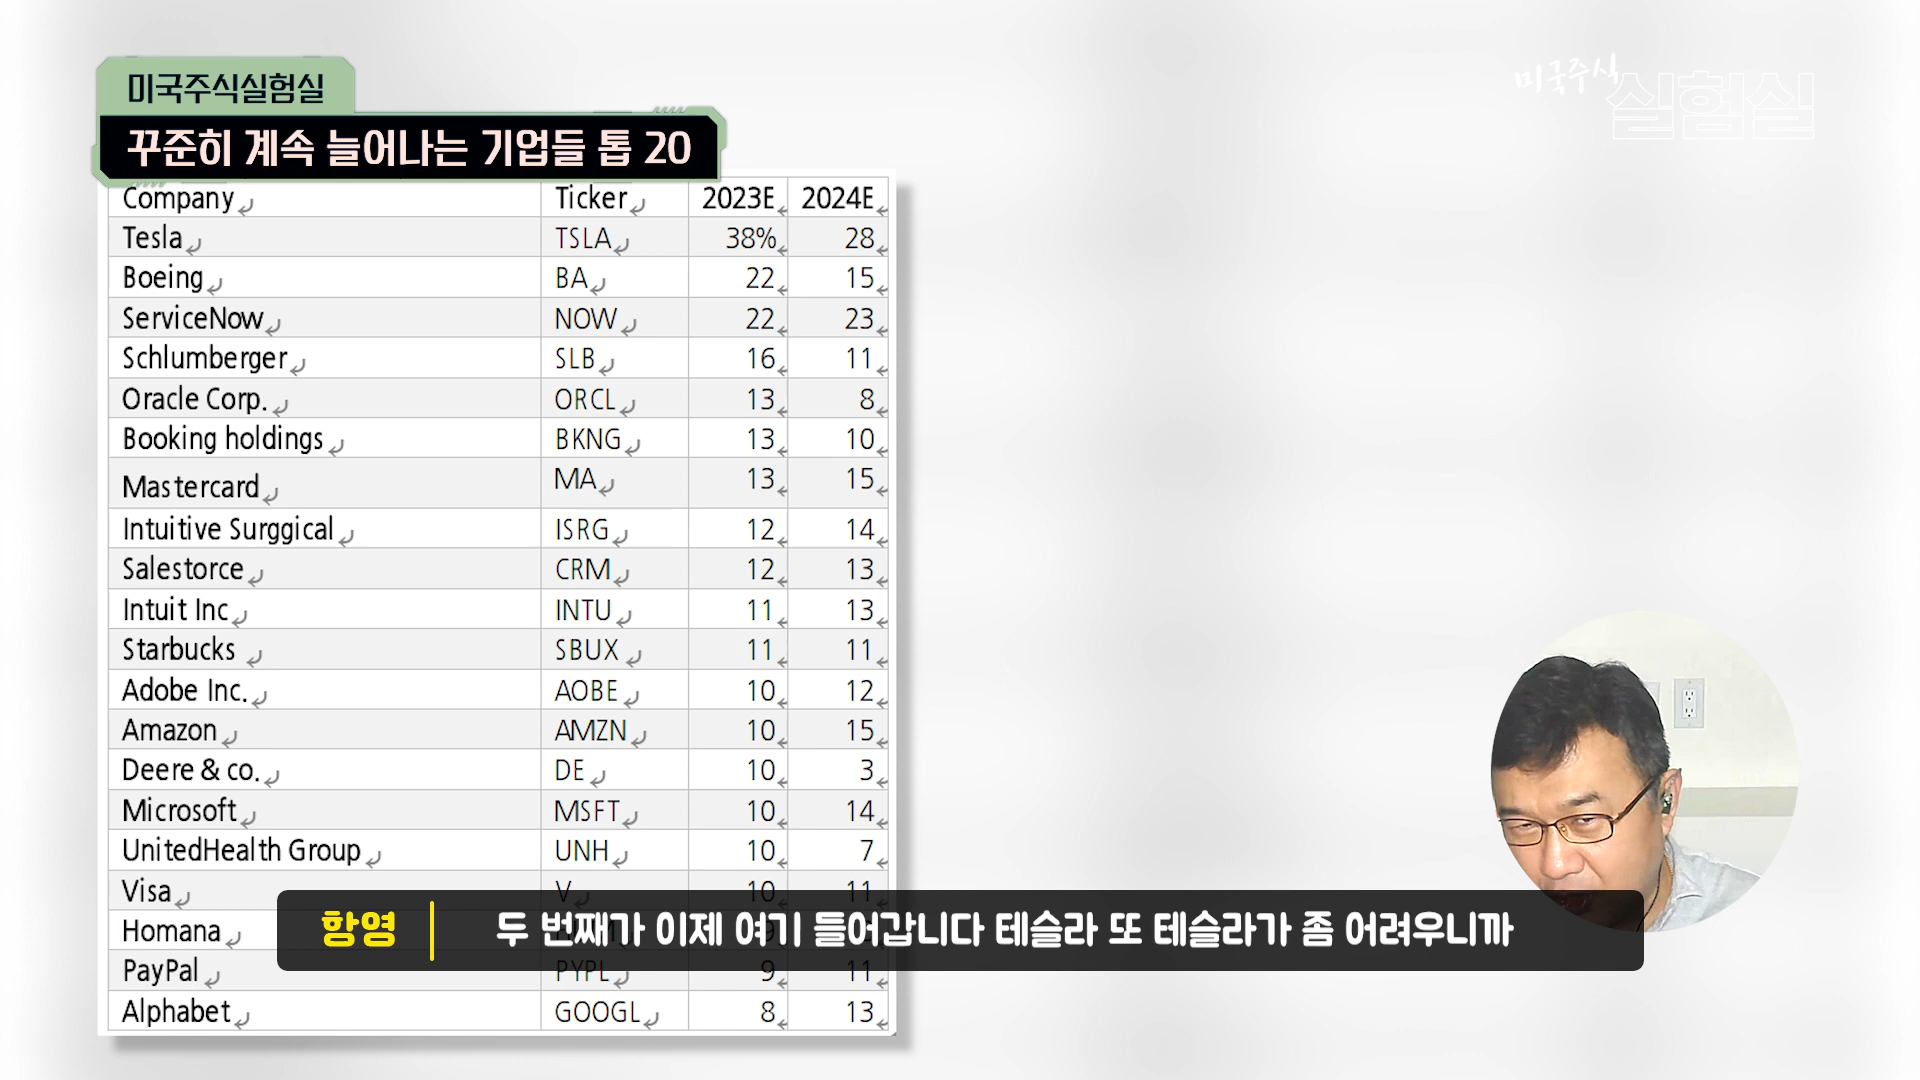 미국주식실험실
미국주식 실험실
꾸준히 계속 늘어나는 기업들 톱 20
Company Ticker 2023E 2024E
Tesla TSLA 38% 28
Boeing BA 22 15
ServiceNow NOW 22 23
Schlumberger SLB 16 11
Oracle Corp. ORCL 13 8
Booking holdings BKNG 13 10
Mastercard MA 13 15
Intuitive Surggical ISRG 12 14
Salestorce CRM 12 13
Intuit Inc INTU 11 13
Starbucks SBUX 11 11
Adobe Inc. AOBE 10 12
Amazon AMZN 10 15
Deere & co. DE 10 3
Microsoft MSFT 10 14
UnitedHealth Group UNH 10 7
Visa V 10 11
Homana
항영 두 번째가 이제 여기 들어갑니다 테슬라 또 테슬라가 좀 어려우니까
PayPal PYPL 9 11
Alphabet GOOGL 8 13